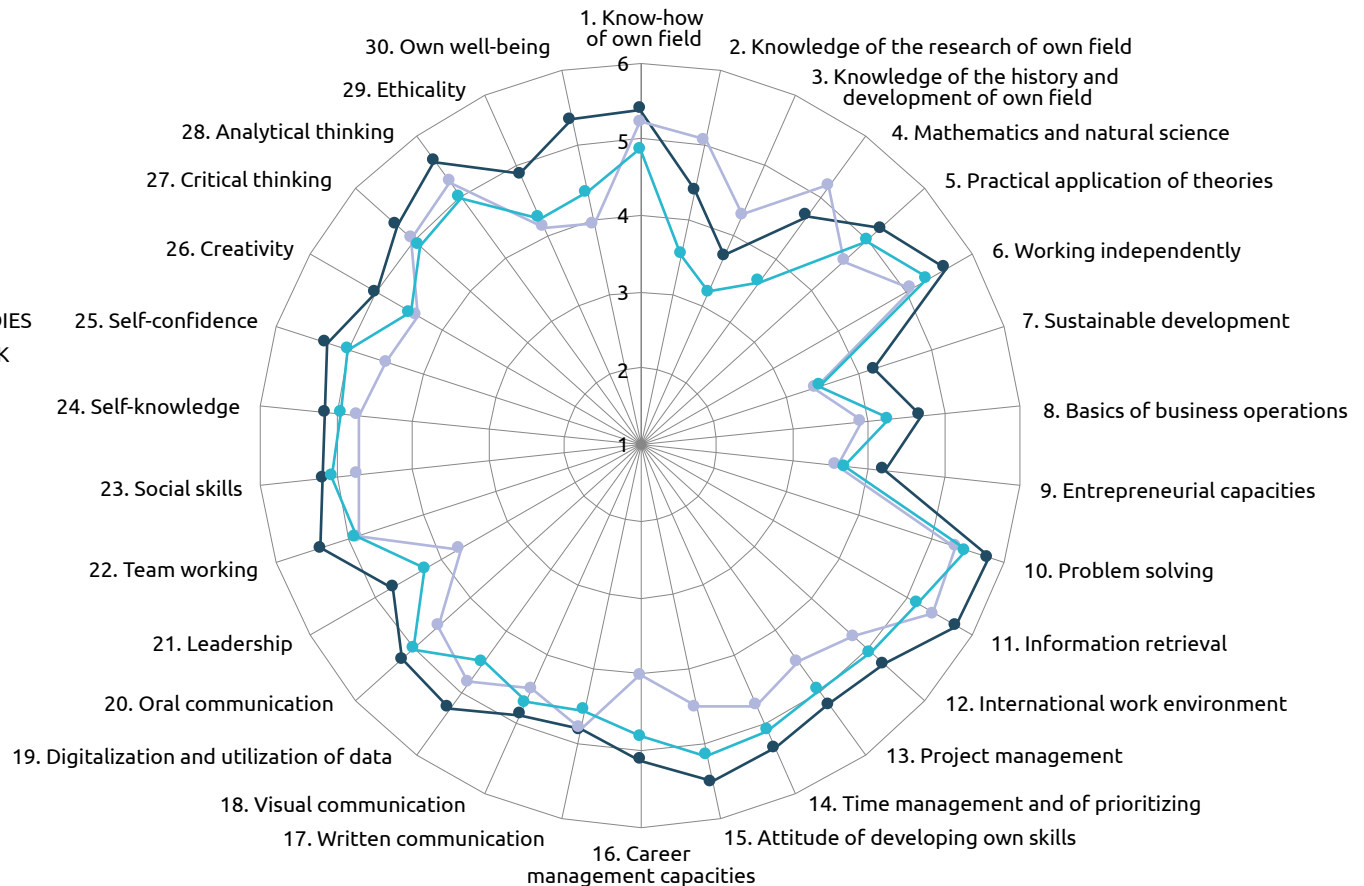 1. Know-how
of own field
30. Own well-being
2. Knowledge of the research of own field
29. Ethicality
3. Knowledge of the history and
development of own field
28. Analytical thinking
4. Mathematics and natural science
27. Critical thinking
5. Practical application of theories
26. Creativity
6. Working independently
25. Self-confidence
7. Sustainable development
24. Self-knowledge
8. Basics of business operations
23. Social skills
9. Entrepreneurial capacities
22. Team working
10. Problem solving
21. Leadership
11. Information retrieval
20. Oral communication
12. International work environment
19. Digitalization and utilization of data
13. Project management
18. Visual communication
14. Time management and of prioritizing
17. Written communication
15. Attitude of developing own skills
16. Career
management capacities
6
5
4
3
2
1